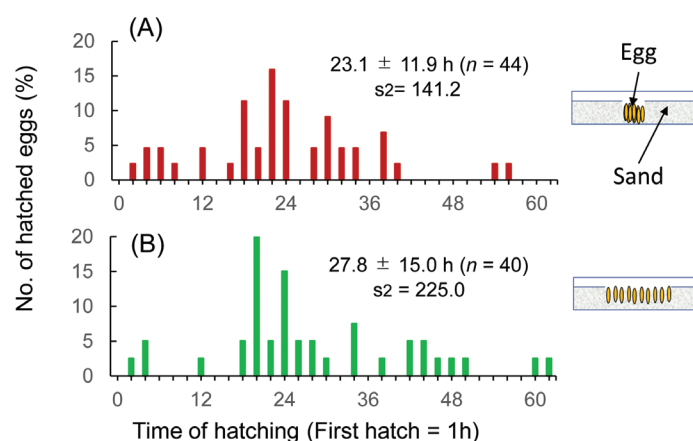 (A)
23.1 ± 11.9 h (n = 44)
s2= 141.2
20
15
10
5
0
0 12 24 36 48 60
Egg
Sand
No. of hatched eggs (%)
(B)
27.8 ± 15.0 h (n = 40)
s2 = 225.0
20
15
10
5
0
0 12 24 36 48 60
Time of hatching (First hatch = 1h)